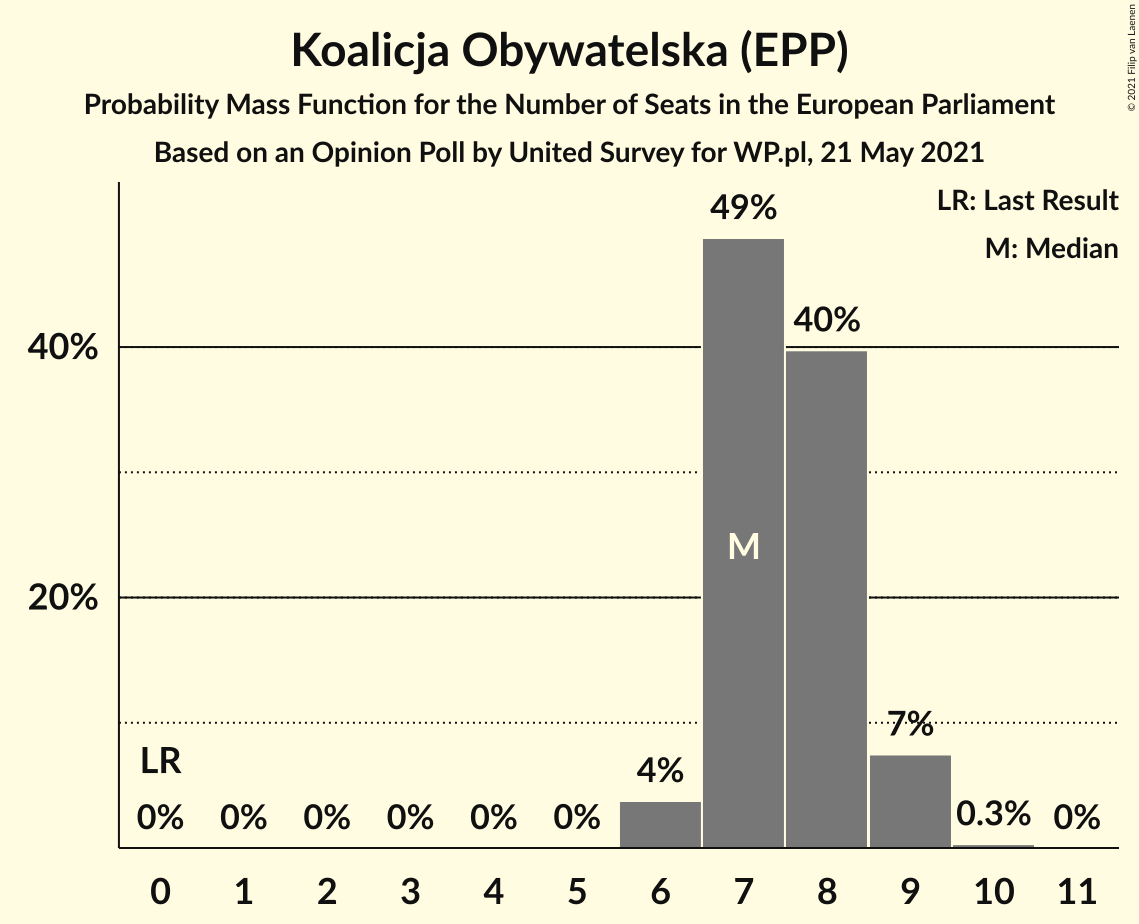 Koalicja Obywatelska (EPP)
Probability Mass Function for the Number of Seats in the European Parliament
Based on an Opinion Poll by United Survey for WP.pl, 21 May 2021
© 2021 Filip van Laenen
LR: Last Result
M: Median
49%
40%
40%
M
20%
7%
LR
4%
0% 0% 0% 0% 0% 0% 0.3% 0%
0 1 2 3 4 5 6 7 8 9 10 11